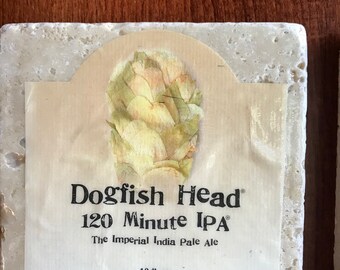 Dogfish Head®
120 Minute IPA®
The Imperial India Pale Ale